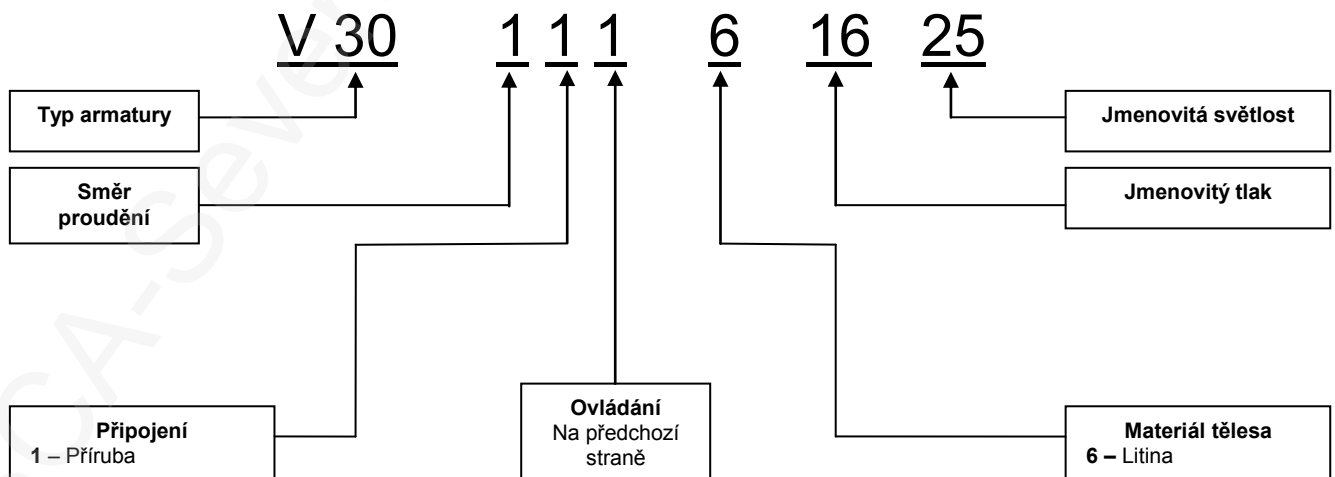 V 30 1 1 1 6 16 25
Typ armatury
Jmenovitá světlost
Směr
proudění
Jmenovitý tlak
Připojení
1 – Příruba
Ovládání
Na předchozí
straně
Materiál tělesa
6 – Litina